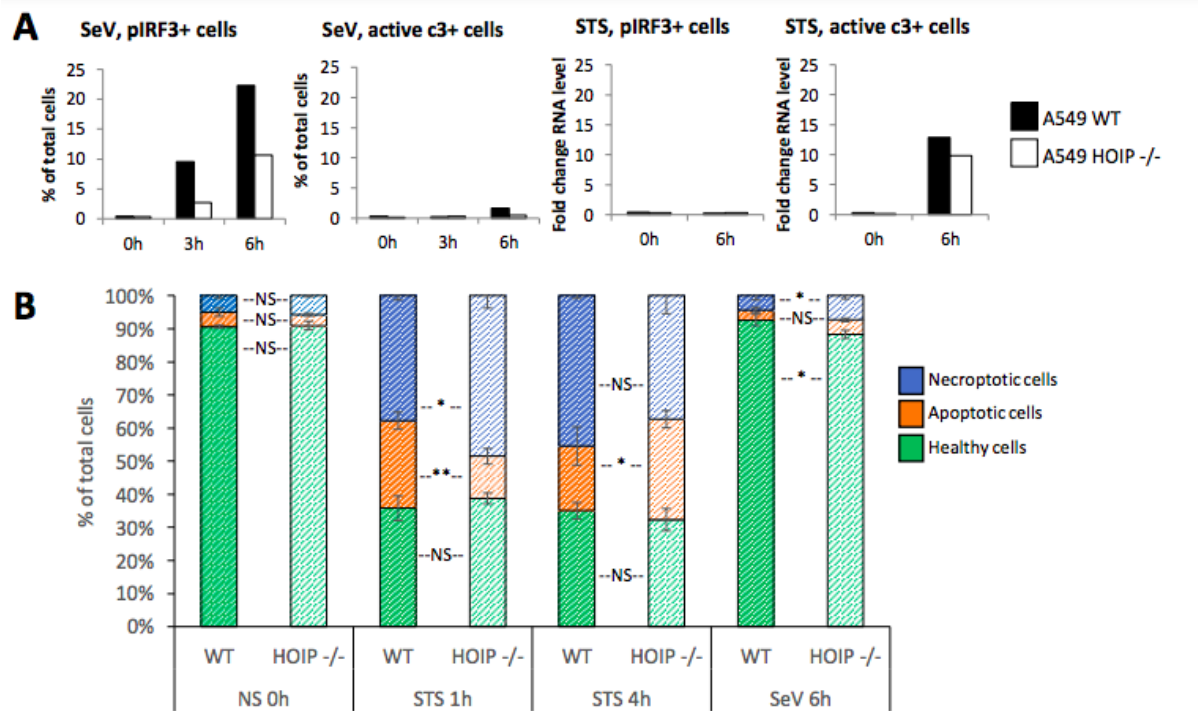 A
SeV, pIRF3+ cells
SeV, active c3+ cells
STS, pIRF3+ cells
STS, active c3+ cells
% of total cells
25
20
15
10
5
0
0h 3h 6h
% of total cells
25
20
15
10
5
0
0h 3h 6h
Fold change RNA level
25
20
15
10
5
0
0h 6h
Fold change RNA level
25
20
15
10
5
0
0h 6h
A549 WT
A549 HOIP -/-
B
% of total cells
100%
90%
80%
70%
60%
50%
40%
30%
20%
10%
0%
--NS--
--NS--
--NS--
-- * --
--**--
--NS--
--NS--
-- * --
--NS--
-- * --
--NS--
-- * --
Necroptotic cells
Apoptotic cells
Healthy cells
WT HOIP -/- WT HOIP -/- WT HOIP -/- WT HOIP -/-
NS 0h STS 1h STS 4h SeV 6h